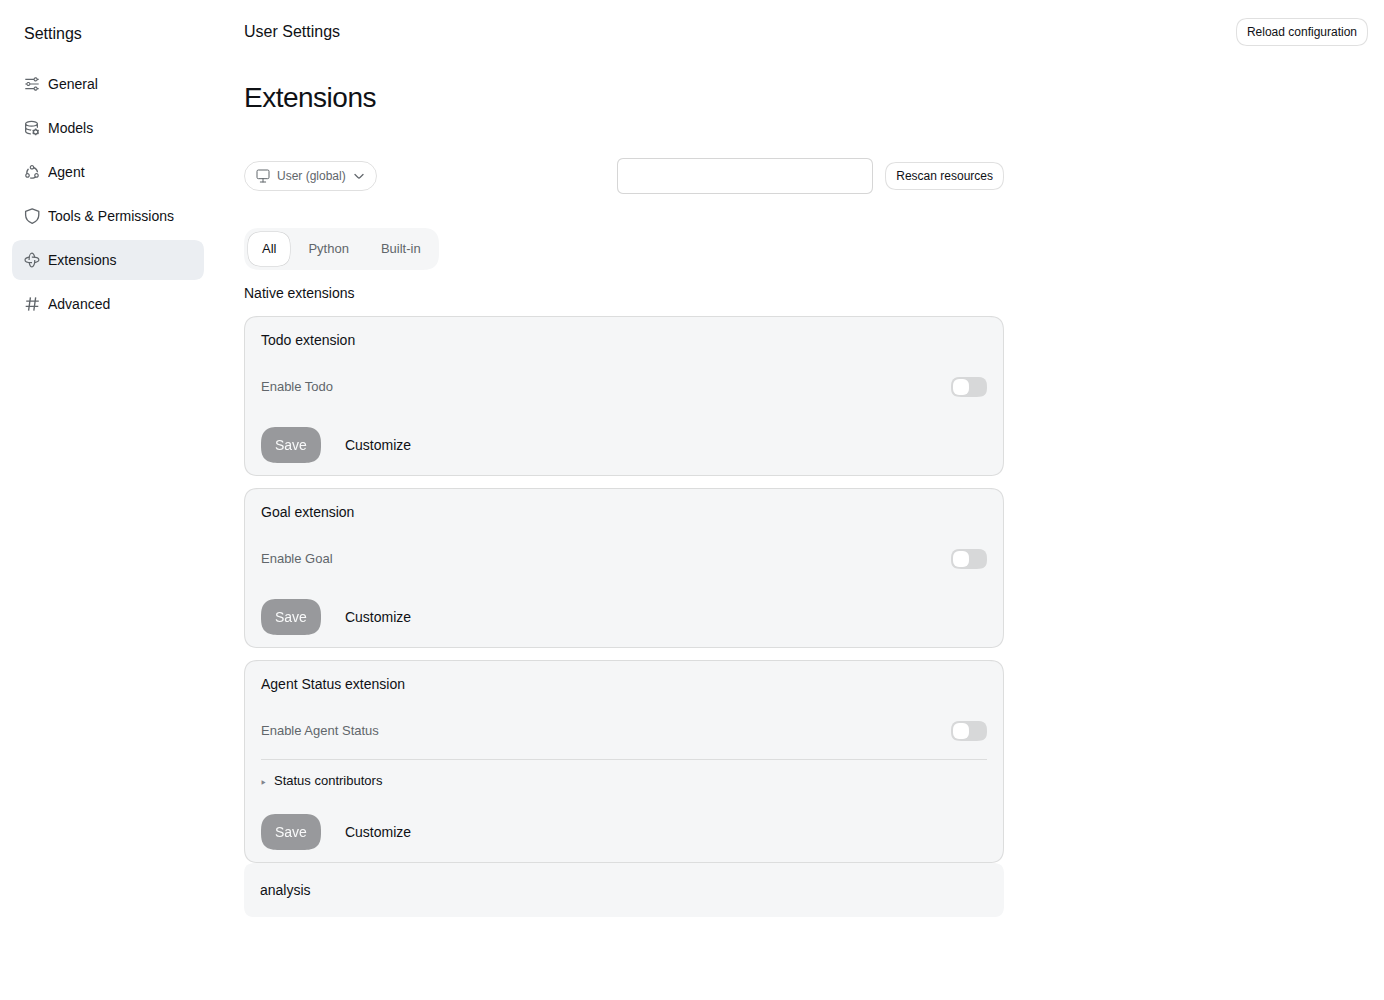 Settings
General
Models
Agent
Tools & Permissions
Extensions
Advanced
User Settings
Reload configuration
Extensions
User (global)
Rescan resources
All
Python
Built-in
Native extensions
Todo extension
Enable Todo
Save
Customize
Goal extension
Enable Goal
Save
Customize
Agent Status extension
Enable Agent Status
Status contributors
Save
Customize
analysis